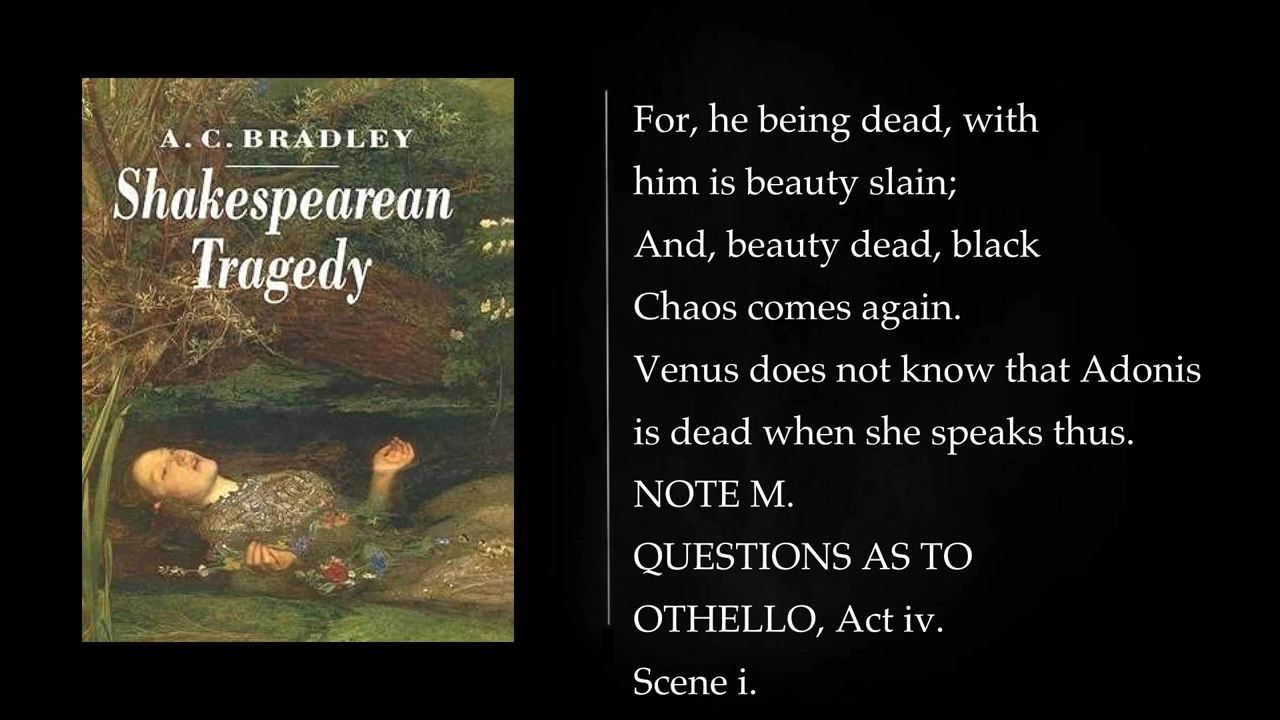 A. C. BRADLEY
Shakespearean
Tragedy
For, he being dead, with
him is beauty slain;
And, beauty dead, black
Chaos comes again.
Venus does not know that Adonis
is dead when she speaks thus.
NOTE M.
QUESTIONS AS TO
OTHELLO, Act iv.
Scene i.